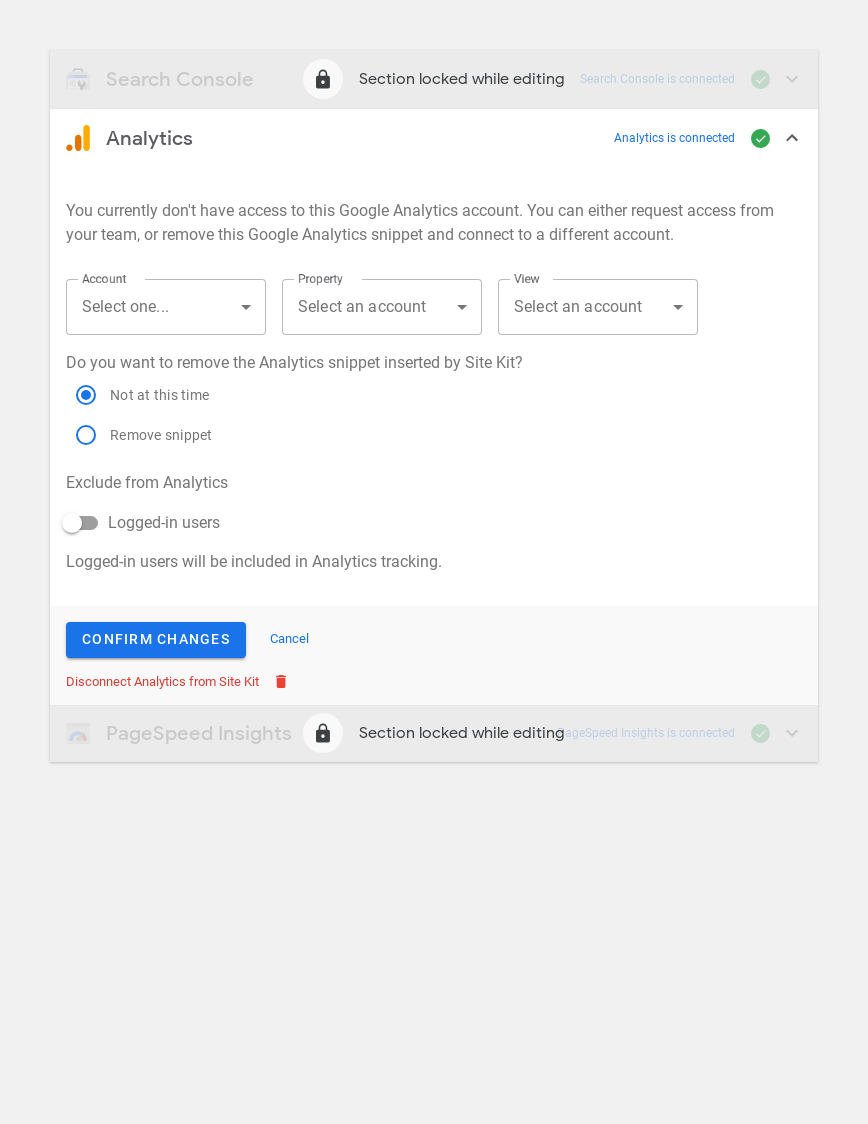 Search Console
Section locked while editing
Search Console is connected
Analytics
Analytics is connected
You currently don't have access to this Google Analytics account. You can either request access from
your team, or remove this Google Analytics snippet and connect to a different account.
Account
Property
View
Select one...
Select an account
Select an account
Do you want to remove the Analytics snippet inserted by Site Kit?
Not at this time
Remove snippet
Exclude from Analytics
Logged-in users
Logged-in users will be included in Analytics tracking.
CONFIRM CHANGES
Cancel
Disconnect Analytics from Site Kit
PageSpeed Insights
Section locked while editing
PageSpeed Insights is connected